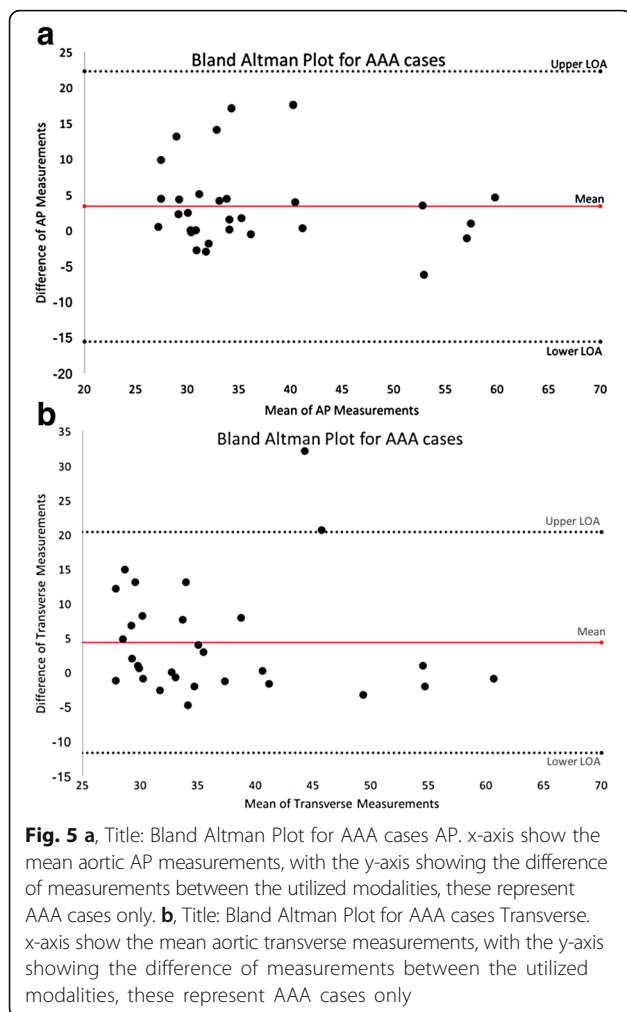 a
Bland Altman Plot for AAA cases
25
20
15
10
5
0
-5
-10
-15
-20
Difference of AP Measurements
Upper LOA
Mean
Lower LOA
20 25 30 35 40 45 50 55 60 65 70
Mean of AP Measurements
b
Bland Altman Plot for AAA cases
35
30
25
20
15
10
5
0
-5
-10
-15
Difference of Transverse Measurements
Upper LOA
Mean
Lower LOA
25 30 35 40 45 50 55 60 65 70
Mean of Transverse Measurements
Fig. 5 a, Title: Bland Altman Plot for AAA cases AP. x-axis show the
mean aortic AP measurements, with the y-axis showing the difference
of measurements between the utilized modalities, these represent
AAA cases only. b, Title: Bland Altman Plot for AAA cases Transverse.
x-axis show the mean aortic transverse measurements, with the y-axis
showing the difference of measurements between the utilized
modalities, these represent AAA cases only